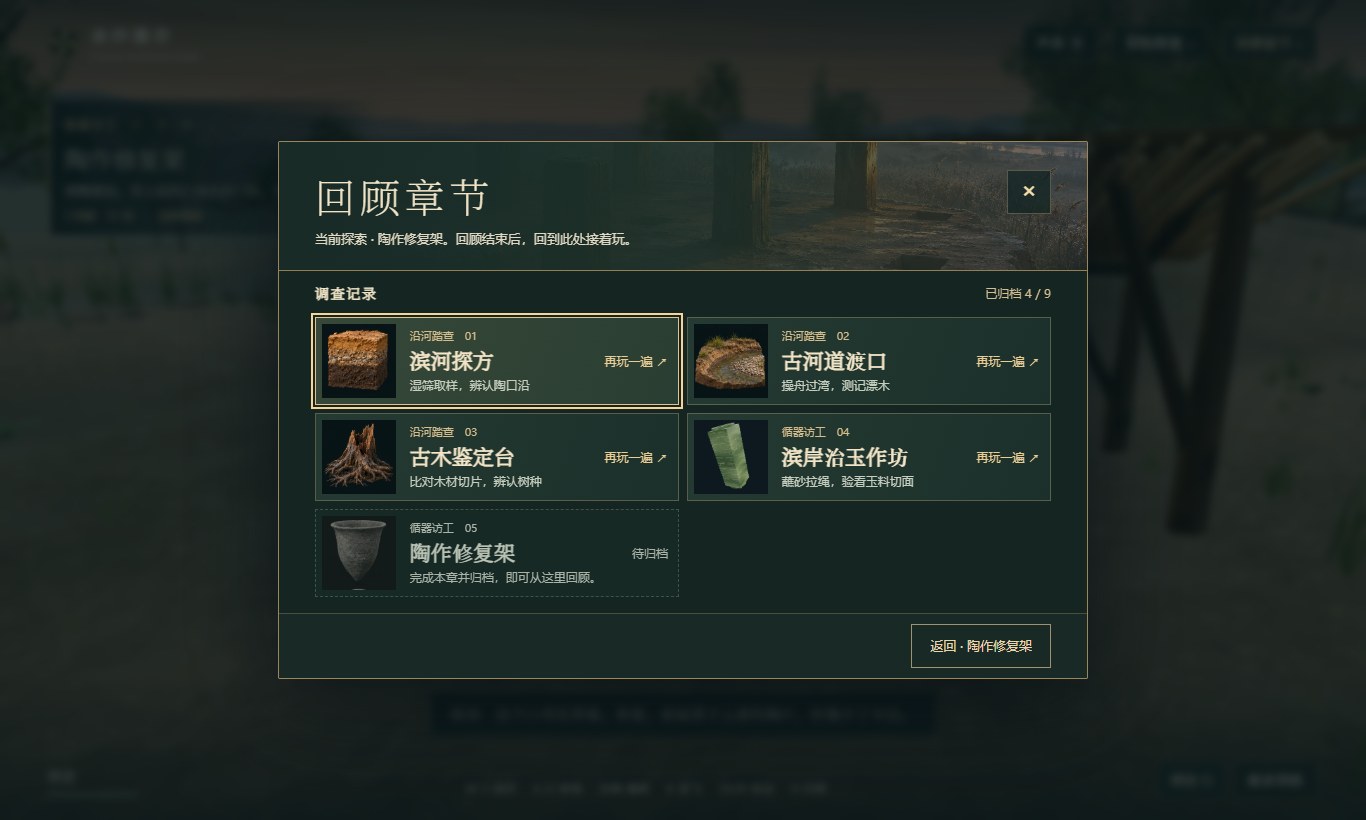 回顾章节
×
当前探索 · 陶作修复架。回顾结束后，回到此处接着玩。
调查记录
已归档 4 / 9
沿河踏查 01
滨河探方
湿筛取样，辨认陶口沿
再玩一遍 ↗
沿河踏查 02
古河道渡口
操舟过湾，测记漂木
再玩一遍 ↗
沿河踏查 03
古木鉴定台
比对木材切片，辨认树种
再玩一遍 ↗
循器访工 04
滨岸治玉作坊
蘸砂拉绳，验看玉料切面
再玩一遍 ↗
循器访工 05
陶作修复架
完成本章并归档，即可从这里回顾。
待归档
返回 · 陶作修复架